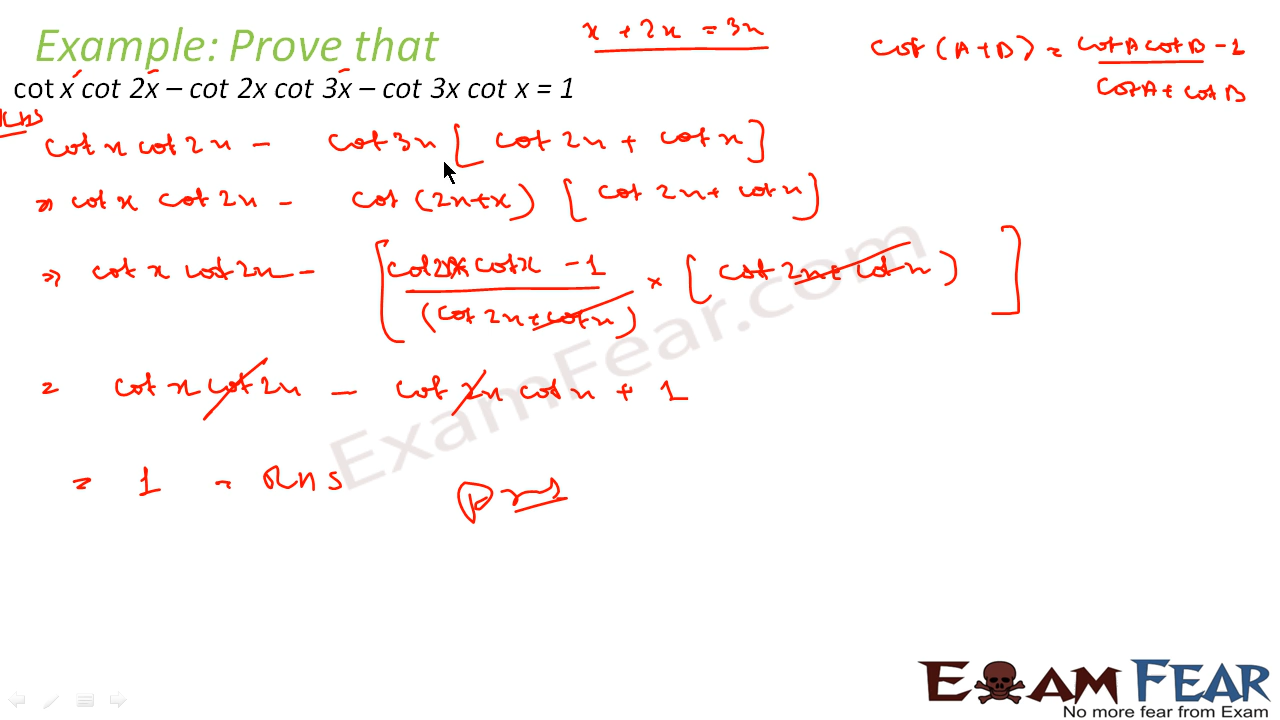 Example: Prove that
x + 2x = 3x
cot (A+B) = cotA cotB - 1
cotA + cotB
cot x cot 2x – cot 2x cot 3x – cot 3x cot x = 1
LHS
cot x cot 2x - cot 3x [ cot 2x + cot x ]
⇒ cot x cot 2x - cot (2x+x) [ cot 2x + cot x ]
⇒ cot x cot 2x - [ cot2x cotx - 1 × [ cot 2x + cot x ) ]
(cot 2x + cot x)
= cot x cot 2x - cot 2x cot x + 1
= 1 = RHS
ExamFear.com
EXAM FEAR
No more fear from Exam